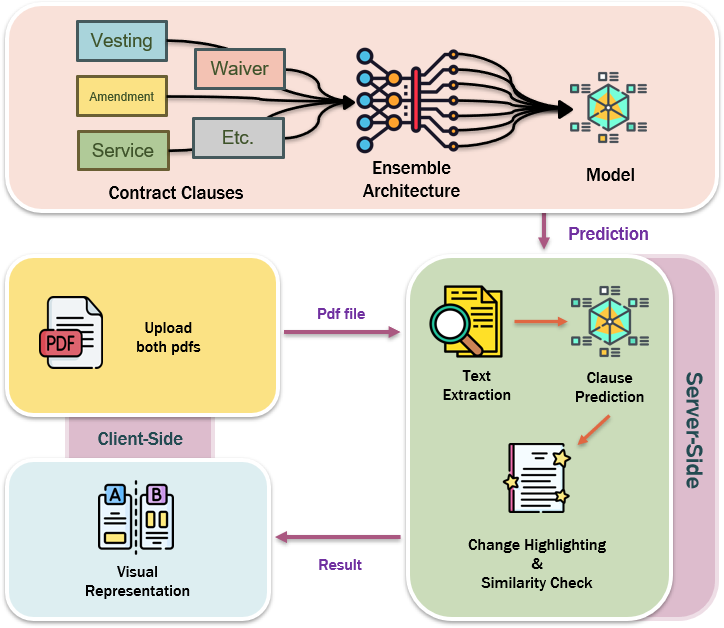 Vesting
Waiver
Amendment
Etc.
Service
Contract Clauses
Ensemble
Architecture
Model
Prediction
PDF
Upload
both pdfs
Pdf file
Text
Extraction
Clause
Prediction
Server-Side
Client-Side
A
B
Visual
Representation
Result
Change Highlighting
&
Similarity Check